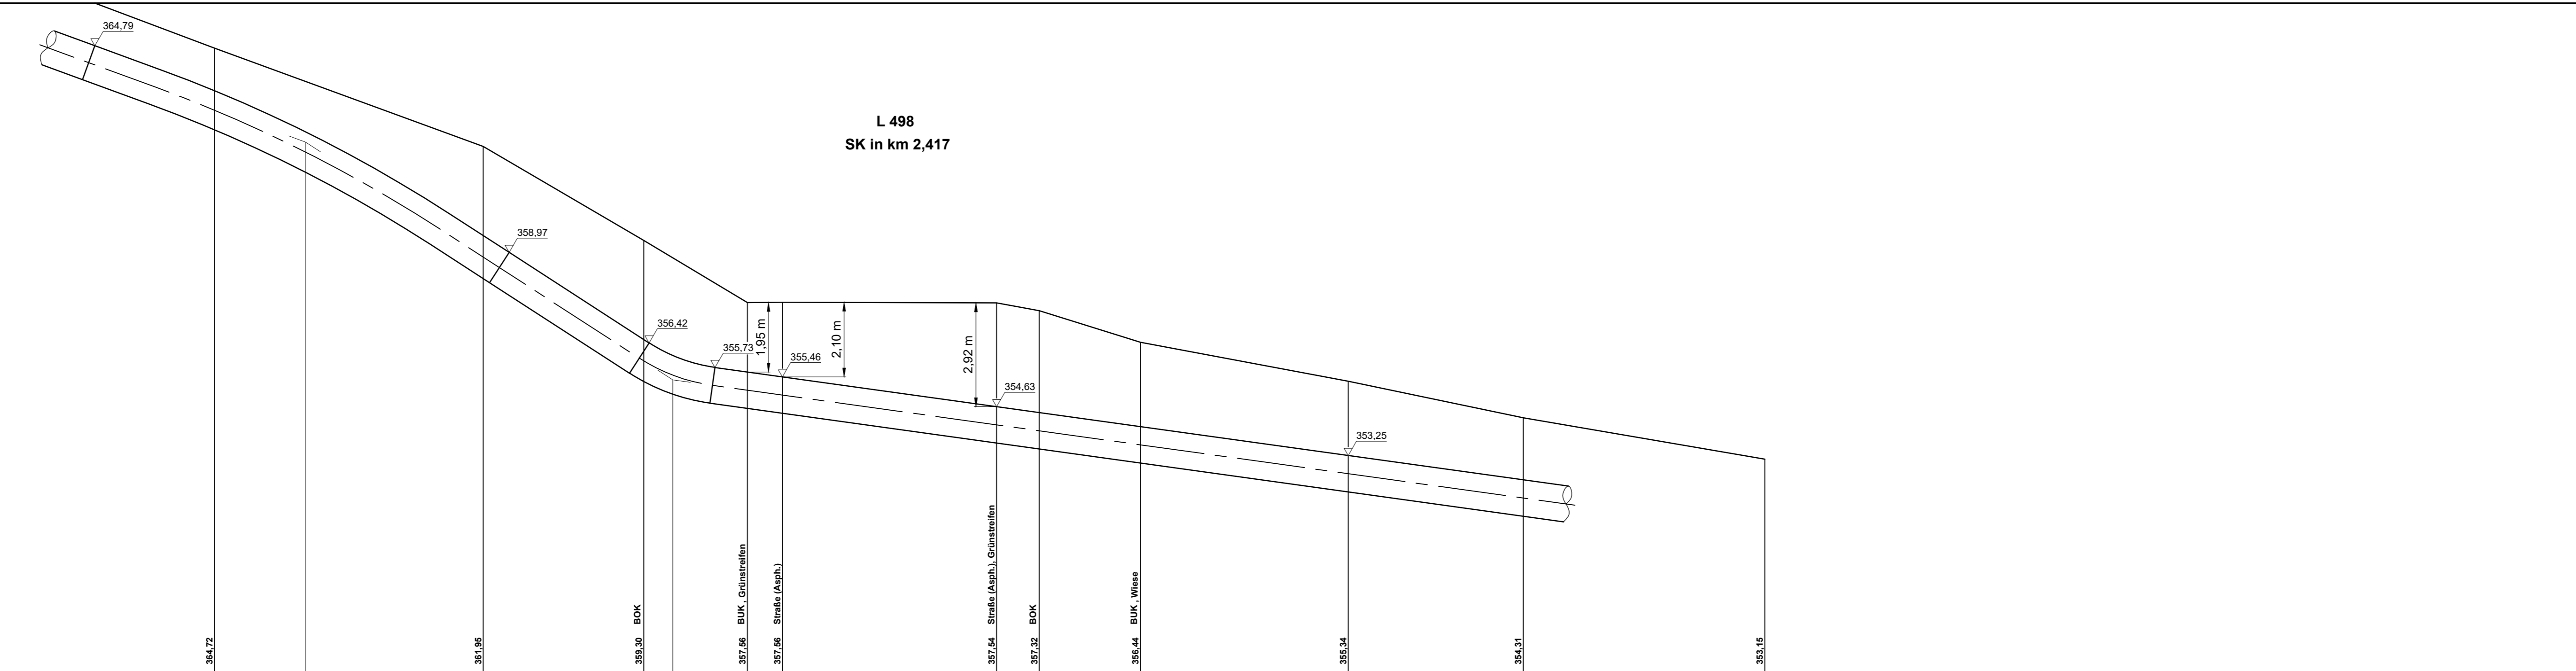 364,79
L 498
SK in km 2,417
358,97
356,42
355,73
1,95 m
355,46
2,10 m
2,92 m
354,63
353,25
364,72
361,95
359,30 BOK
357,56 BUK , Grünstreifen
357,56 Straße (Asph.)
357,54 Straße (Asph.), Grünstreifen
357,32 BOK
356,44 BUK , Wiese
355,34
354,31
353,15